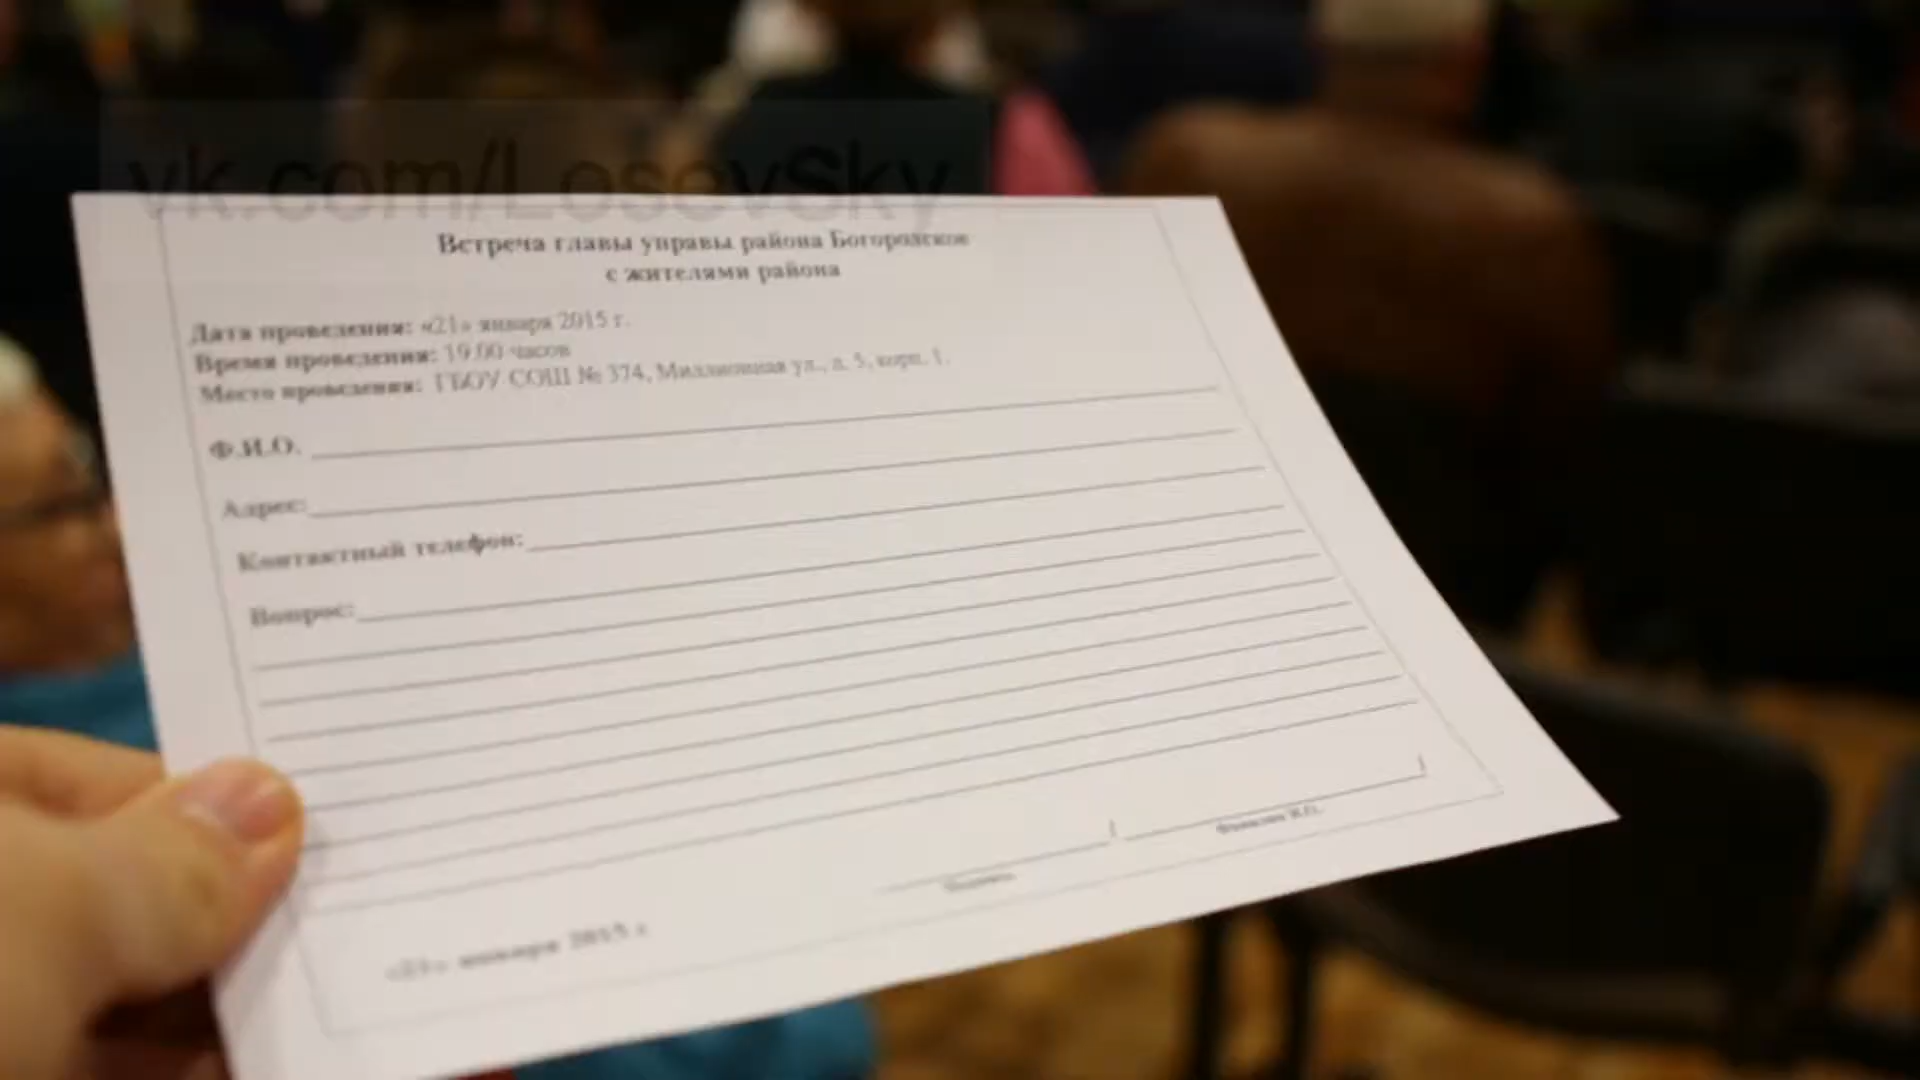 vk.com/LosevSky
Встреча главы управы района Богородское
с жителями района
Дата проведения: «21» января 2015 г.
Время проведения: 19.00 часов
Место проведения: ГБОУ СОШ № 374, Миллионная ул., д. 5, корп. 1.
Ф.И.О.
Адрес:
Контактный телефон:
Вопрос:
/ /
Подпись Фамилия И.О.
«21» января 2015 г